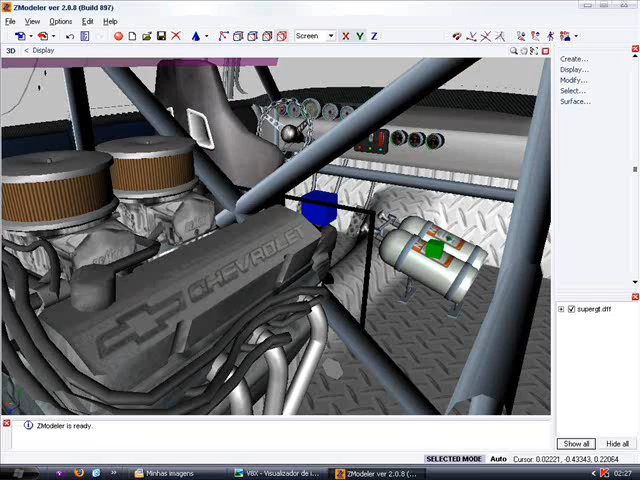 ZModeler ver 2.0.8 (Build 897)
File View Options Edit Help
Screen X Y Z
3D < Display
Create...
Display...
Modify...
Select...
Surface...
CHEVROLET
supergt.dff
Show all Hide all
ZModeler is ready.
SELECTED MODE Auto Cursor: 0.02221, -0.43343, 0.22064
Minhas imagens
V8X - Visualizador de i...
ZModeler ver 2.0.8 (...
02:27